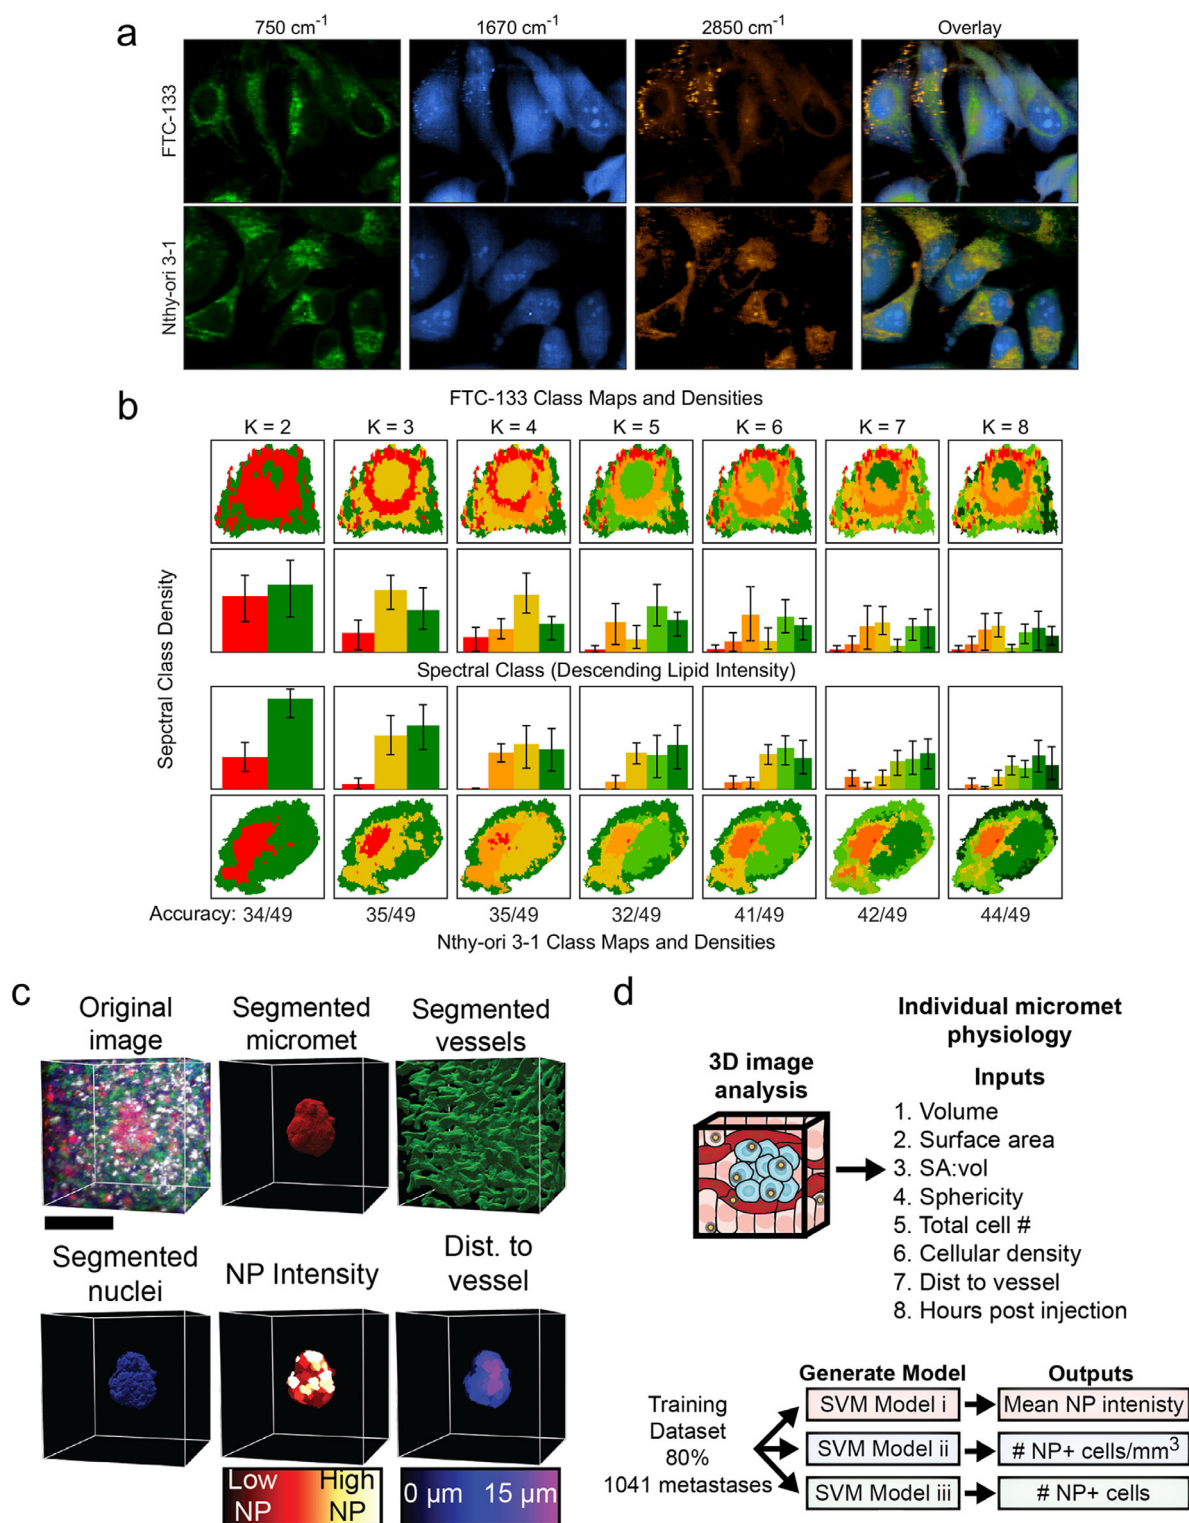 a
750 cm-1
1670 cm-1
2850 cm-1
Overlay
FTC-133
Nthy-ori 3-1
b
FTC-133 Class Maps and Densities
K = 2
K = 3
K = 4
K = 5
K = 6
K = 7
K = 8
Sepctral Class Density
Spectral Class (Descending Lipid Intensity)
Accuracy: 34/49
35/49
35/49
32/49
41/49
42/49
44/49
Nthy-ori 3-1 Class Maps and Densities
c
Original
image
Segmented
micromet
Segmented
vessels
Segmented
nuclei
NP Intensity
Dist. to
vessel
Low
NP
High
NP
0 µm
15 µm
d
3D image
analysis
Individual micromet
physiology
Inputs
1. Volume
2. Surface area
3. SA:vol
4. Sphericity
5. Total cell #
6. Cellular density
7. Dist to vessel
8. Hours post injection
Training
Dataset
80%
1041 metastases
Generate Model
Outputs
SVM Model i
Mean NP intenisty
SVM Model ii
# NP+ cells/mm3
SVM Model iii
# NP+ cells